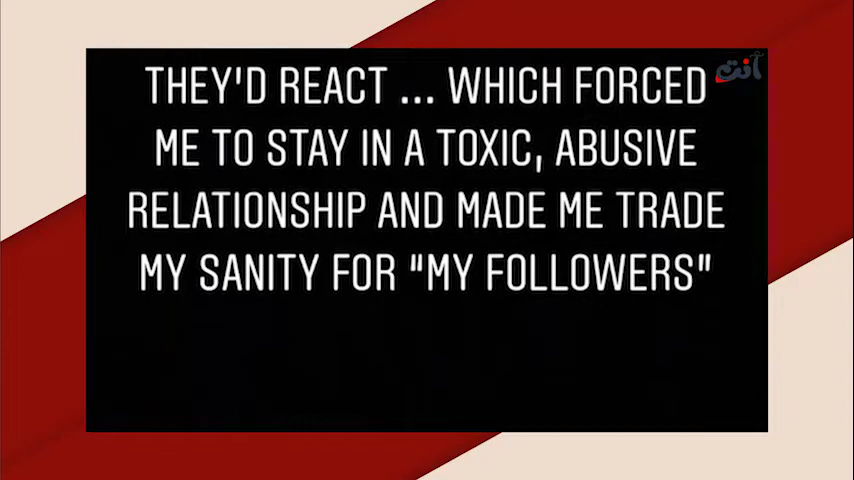 أنتِ
THEY'D REACT ... WHICH FORCED
ME TO STAY IN A TOXIC, ABUSIVE
RELATIONSHIP AND MADE ME TRADE
MY SANITY FOR “MY FOLLOWERS”